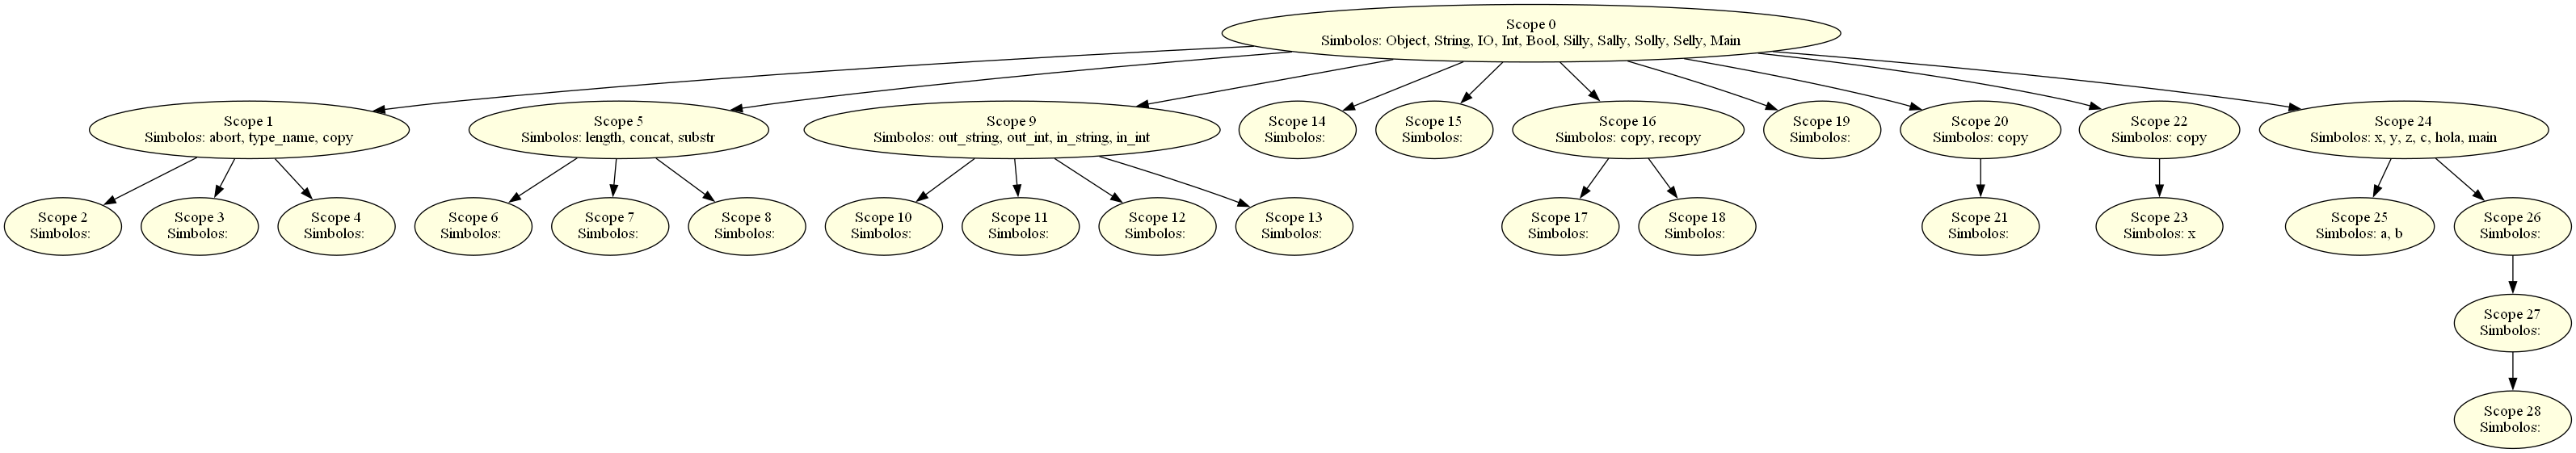 Scope 0
Simbolos: Object, String, IO, Int, Bool, Silly, Sally, Solly, Selly, Main
Scope 1
Simbolos: abort, type_name, copy
Scope 5
Simbolos: length, concat, substr
Scope 9
Simbolos: out_string, out_int, in_string, in_int
Scope 14
Simbolos:
Scope 15
Simbolos:
Scope 16
Simbolos: copy, recopy
Scope 19
Simbolos:
Scope 20
Simbolos: copy
Scope 22
Simbolos: copy
Scope 24
Simbolos: x, y, z, c, hola, main
Scope 2
Simbolos:
Scope 3
Simbolos:
Scope 4
Simbolos:
Scope 6
Simbolos:
Scope 7
Simbolos:
Scope 8
Simbolos:
Scope 10
Simbolos:
Scope 11
Simbolos:
Scope 12
Simbolos:
Scope 13
Simbolos:
Scope 17
Simbolos:
Scope 18
Simbolos:
Scope 21
Simbolos:
Scope 23
Simbolos: x
Scope 25
Simbolos: a, b
Scope 26
Simbolos:
Scope 27
Simbolos:
Scope 28
Simbolos: